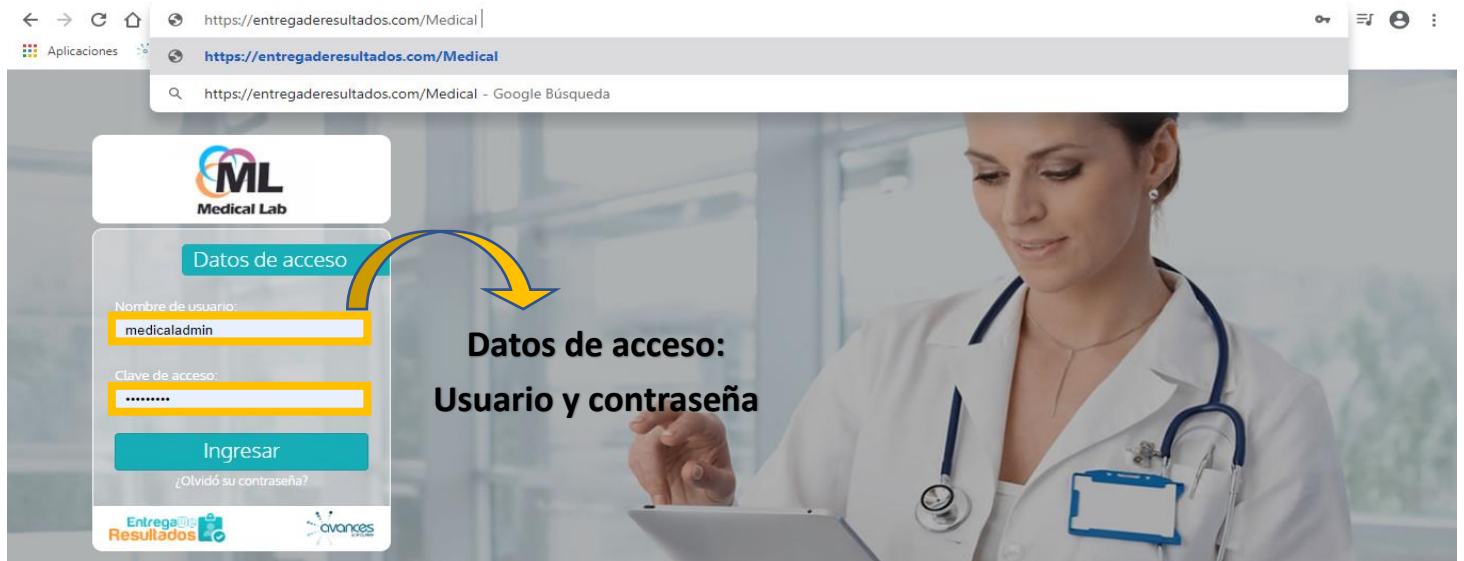 https://entregaderesultados.com/Medical
Aplicaciones
https://entregaderesultados.com/Medical
https://entregaderesultados.com/Medical - Google Búsqueda
ML
Medical Lab
Datos de acceso
Nombre de usuario:
medicaladmin
Clave de acceso:
•••••••••
Ingresar
¿Olvidó su contraseña?
Datos de acceso:
Usuario y contraseña
Entrega De
Resultados
avances